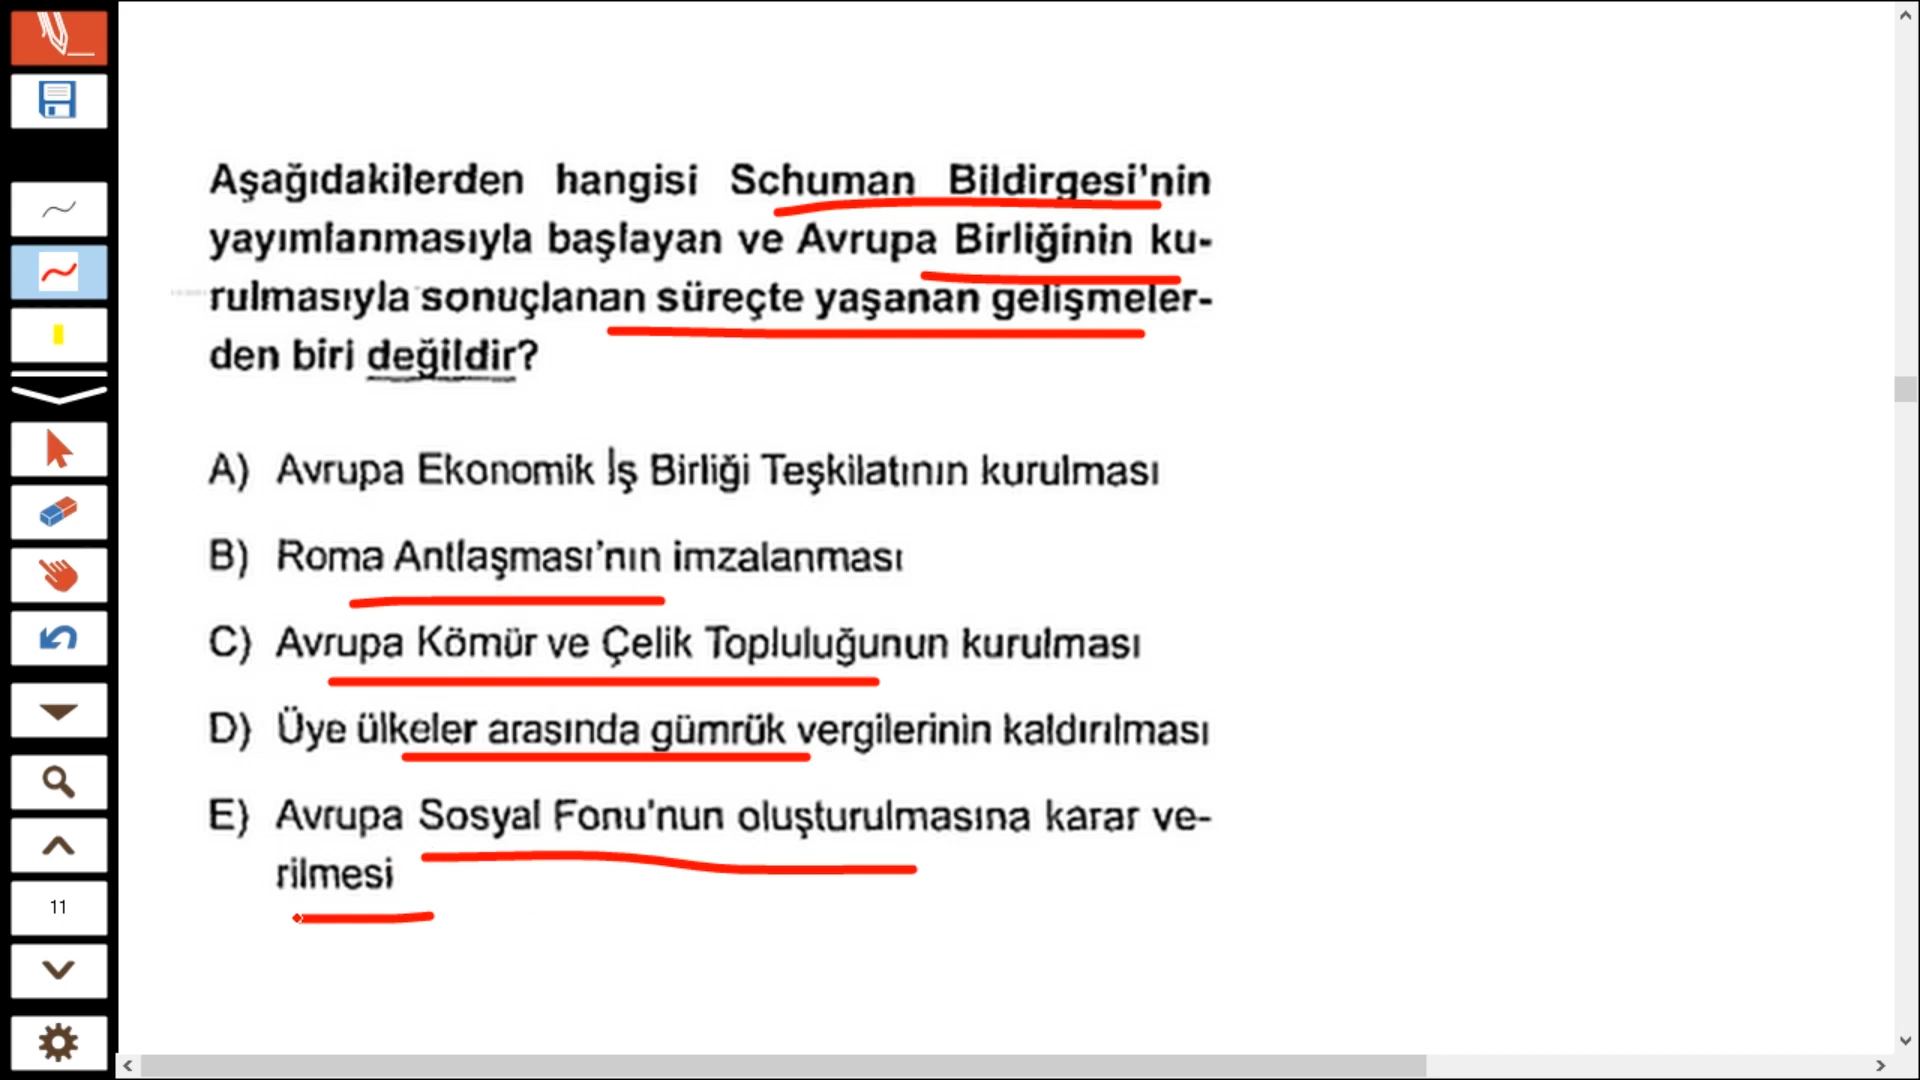 Aşağıdakilerden hangisi Schuman Bildirgesi'nin
yayımlanmasıyla başlayan ve Avrupa Birliğinin ku-
rulmasıyla sonuçlanan süreçte yaşanan gelişmeler-
den biri değildir?
A) Avrupa Ekonomik İş Birliği Teşkilatının kurulması
B) Roma Antlaşması'nın imzalanması
C) Avrupa Kömür ve Çelik Topluluğunun kurulması
D) Üye ülkeler arasında gümrük vergilerinin kaldırılması
E) Avrupa Sosyal Fonu'nun oluşturulmasına karar ve-
rilmesi
11